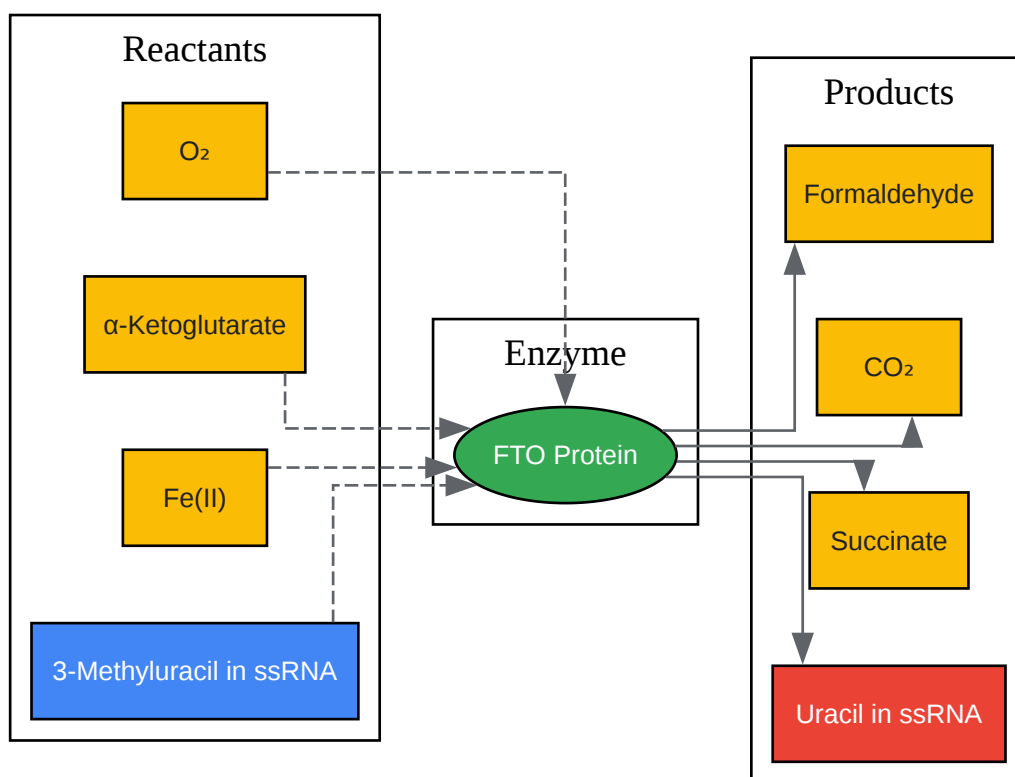 Reactants
O₂
α-Ketoglutarate
Fe(II)
3-Methyluracil in ssRNA
Enzyme
FTO Protein
Products
Formaldehyde
CO₂
Succinate
Uracil in ssRNA